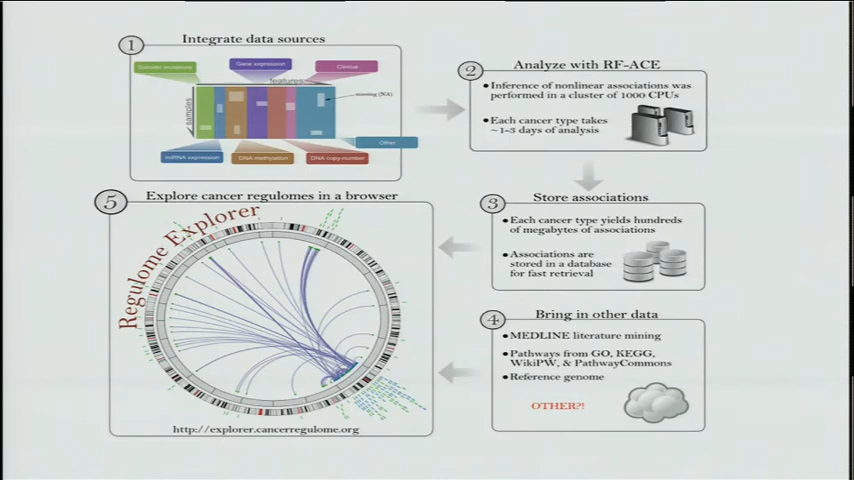 1
Integrate data sources
Somatic mutations
Gene expression
Clinical
features
missing (NA)
samples
Other
miRNA expression
DNA methylation
DNA copy-number
2
Analyze with RF-ACE
•Inference of nonlinear associations was
performed in a cluster of 1000 CPUs
•Each cancer type takes
~1-3 days of analysis
3
Store associations
•Each cancer type yields hundreds
of megabytes of associations
•Associations are
stored in a database
for fast retrieval
4
Bring in other data
•MEDLINE literature mining
•Pathways from GO, KEGG,
WikiPW, & PathwayCommons
•Reference genome
OTHER?!
5
Explore cancer regulomes in a browser
Regulome Explorer
http://explorer.cancerregulome.org